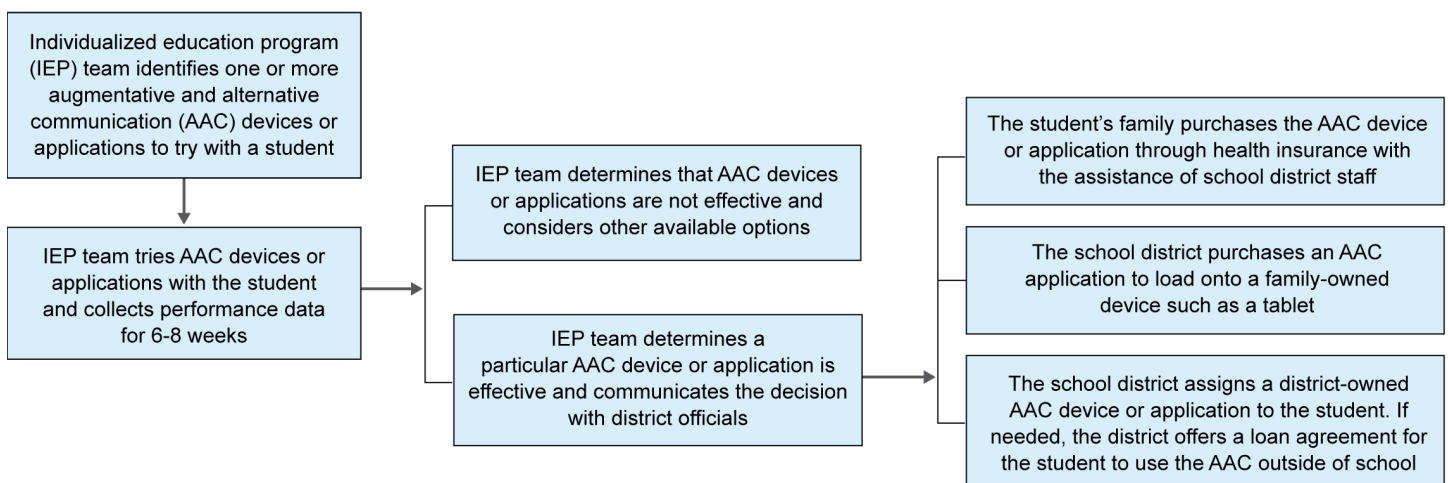 Individualized education program
(IEP) team identifies one or more
augmentative and alternative
communication (AAC) devices or
applications to try with a student
IEP team tries AAC devices or
applications with the student
and collects performance data
for 6-8 weeks
IEP team determines that AAC devices
or applications are not effective and
considers other available options
IEP team determines a
particular AAC device or application is
effective and communicates the decision
with district officials
The student’s family purchases the AAC device
or application through health insurance with
the assistance of school district staff
The school district purchases an AAC
application to load onto a family-owned
device such as a tablet
The school district assigns a district-owned
AAC device or application to the student. If
needed, the district offers a loan agreement for
the student to use the AAC outside of school